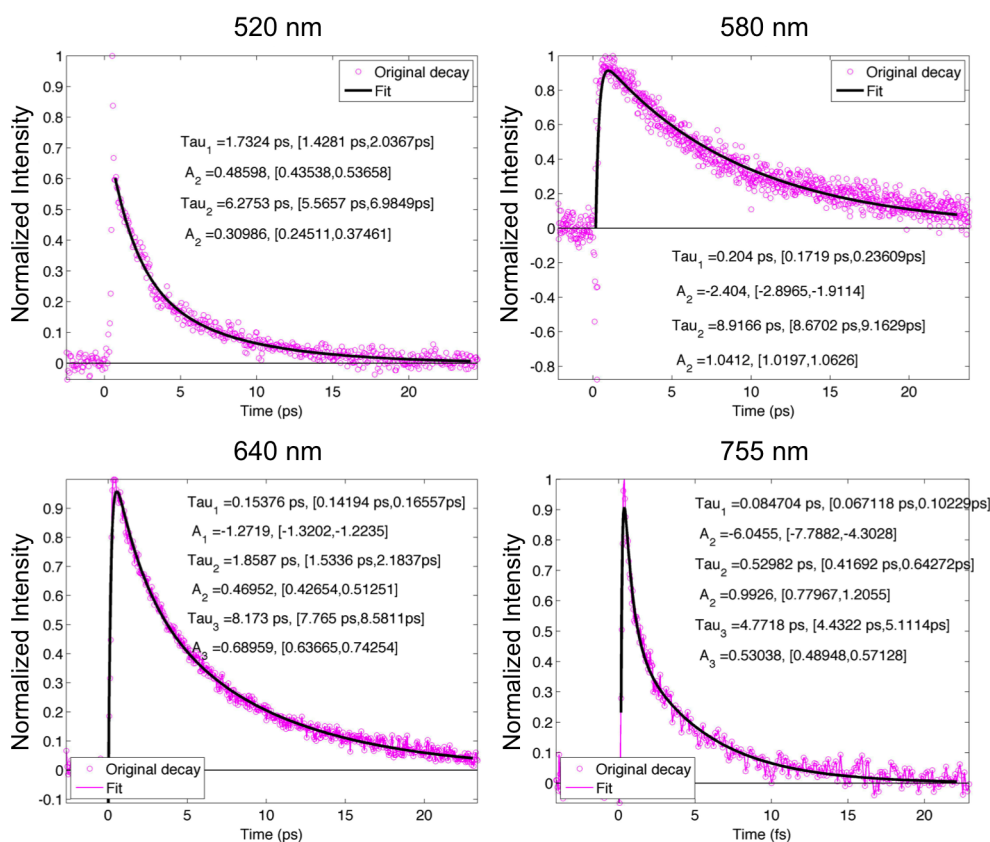 520 nm
Normalized Intensity
1
0.9
0.8
0.7
0.6
0.5
0.4
0.3
0.2
0.1
0
Original decay
Fit
Tau1 =1.7324 ps, [1.4281 ps,2.0367ps]
A2 =0.48598, [0.43538,0.53658]
Tau2 =6.2753 ps, [5.5657 ps,6.9849ps]
A2 =0.30986, [0.24511,0.37461]
0 5 10 15 20
Time (ps)
580 nm
Normalized Intensity
1
0.8
0.6
0.4
0.2
0
-0.2
-0.4
-0.6
-0.8
Original decay
Fit
Tau1 =0.204 ps, [0.1719 ps,0.23609ps]
A2 =-2.404, [-2.8965,-1.9114]
Tau2 =8.9166 ps, [8.6702 ps,9.1629ps]
A2 =1.0412, [1.0197,1.0626]
0 5 10 15 20
Time (ps)
640 nm
Normalized Intensity
0.9
0.8
0.7
0.6
0.5
0.4
0.3
0.2
0.1
0
-0.1
Tau1 =0.15376 ps, [0.14194 ps,0.16557ps]
A1 =-1.2719, [-1.3202,-1.2235]
Tau2 =1.8587 ps, [1.5336 ps,2.1837ps]
A2 =0.46952, [0.42654,0.51251]
Tau3 =8.173 ps, [7.765 ps,8.5811ps]
A3 =0.68959, [0.63665,0.74254]
Original decay
Fit
0 5 10 15 20
Time (ps)
755 nm
Normalized Intensity
1
0.9
0.8
0.7
0.6
0.5
0.4
0.3
0.2
0.1
0
Tau1 =0.084704 ps, [0.067118 ps,0.10229ps]
A2 =-6.0455, [-7.7882,-4.3028]
Tau2 =0.52982 ps, [0.41692 ps,0.64272ps]
A2 =0.9926, [0.77967,1.2055]
Tau3 =4.7718 ps, [4.4322 ps,5.1114ps]
A3 =0.53038, [0.48948,0.57128]
Original decay
Fit
0 5 10 15 20
Time (fs)